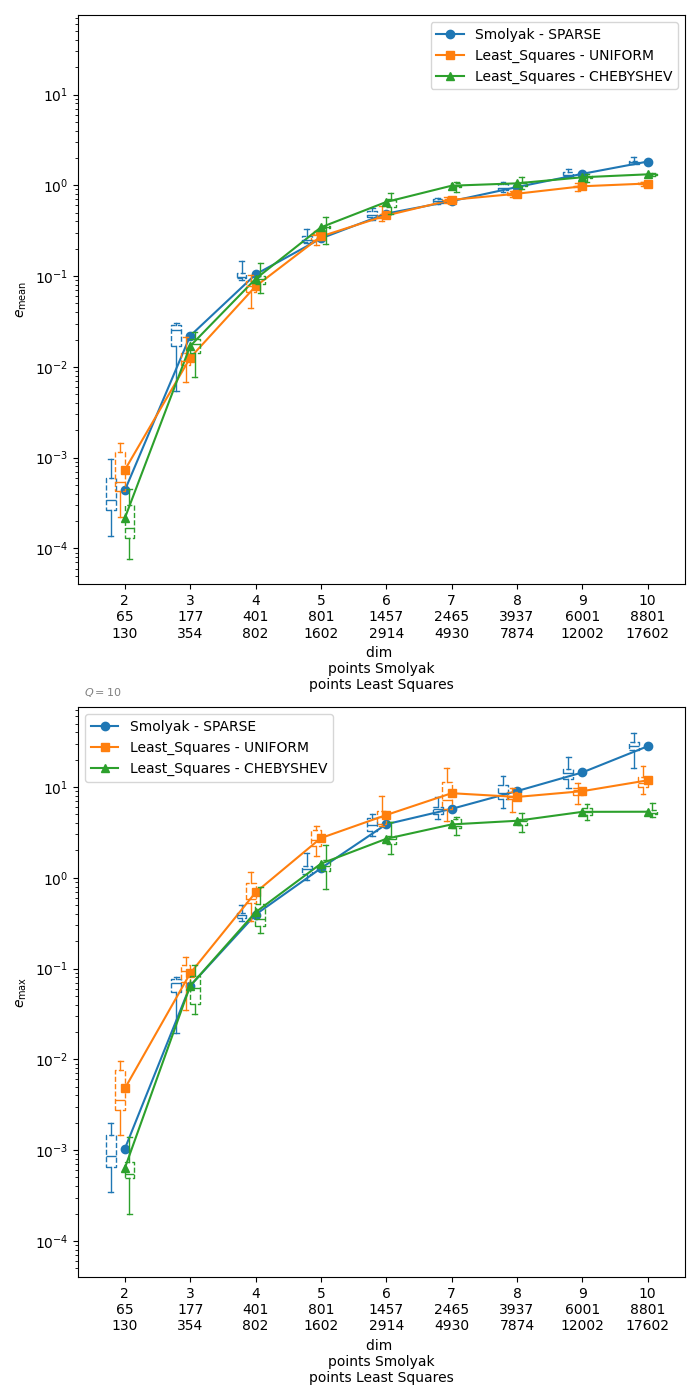 Smolyak - SPARSE
Least_Squares - UNIFORM
Least_Squares - CHEBYSHEV
10¹
10⁰
10⁻¹
10⁻²
10⁻³
10⁻⁴
e_mean
2 3 4 5 6 7 8 9 10
65 177 401 801 1457 2465 3937 6001 8801
130 354 802 1602 2914 4930 7874 12002 17602
dim
points Smolyak
points Least Squares
Q = 10
Smolyak - SPARSE
Least_Squares - UNIFORM
Least_Squares - CHEBYSHEV
10¹
10⁰
10⁻¹
10⁻²
10⁻³
10⁻⁴
e_max
2 3 4 5 6 7 8 9 10
65 177 401 801 1457 2465 3937 6001 8801
130 354 802 1602 2914 4930 7874 12002 17602
dim
points Smolyak
points Least Squares